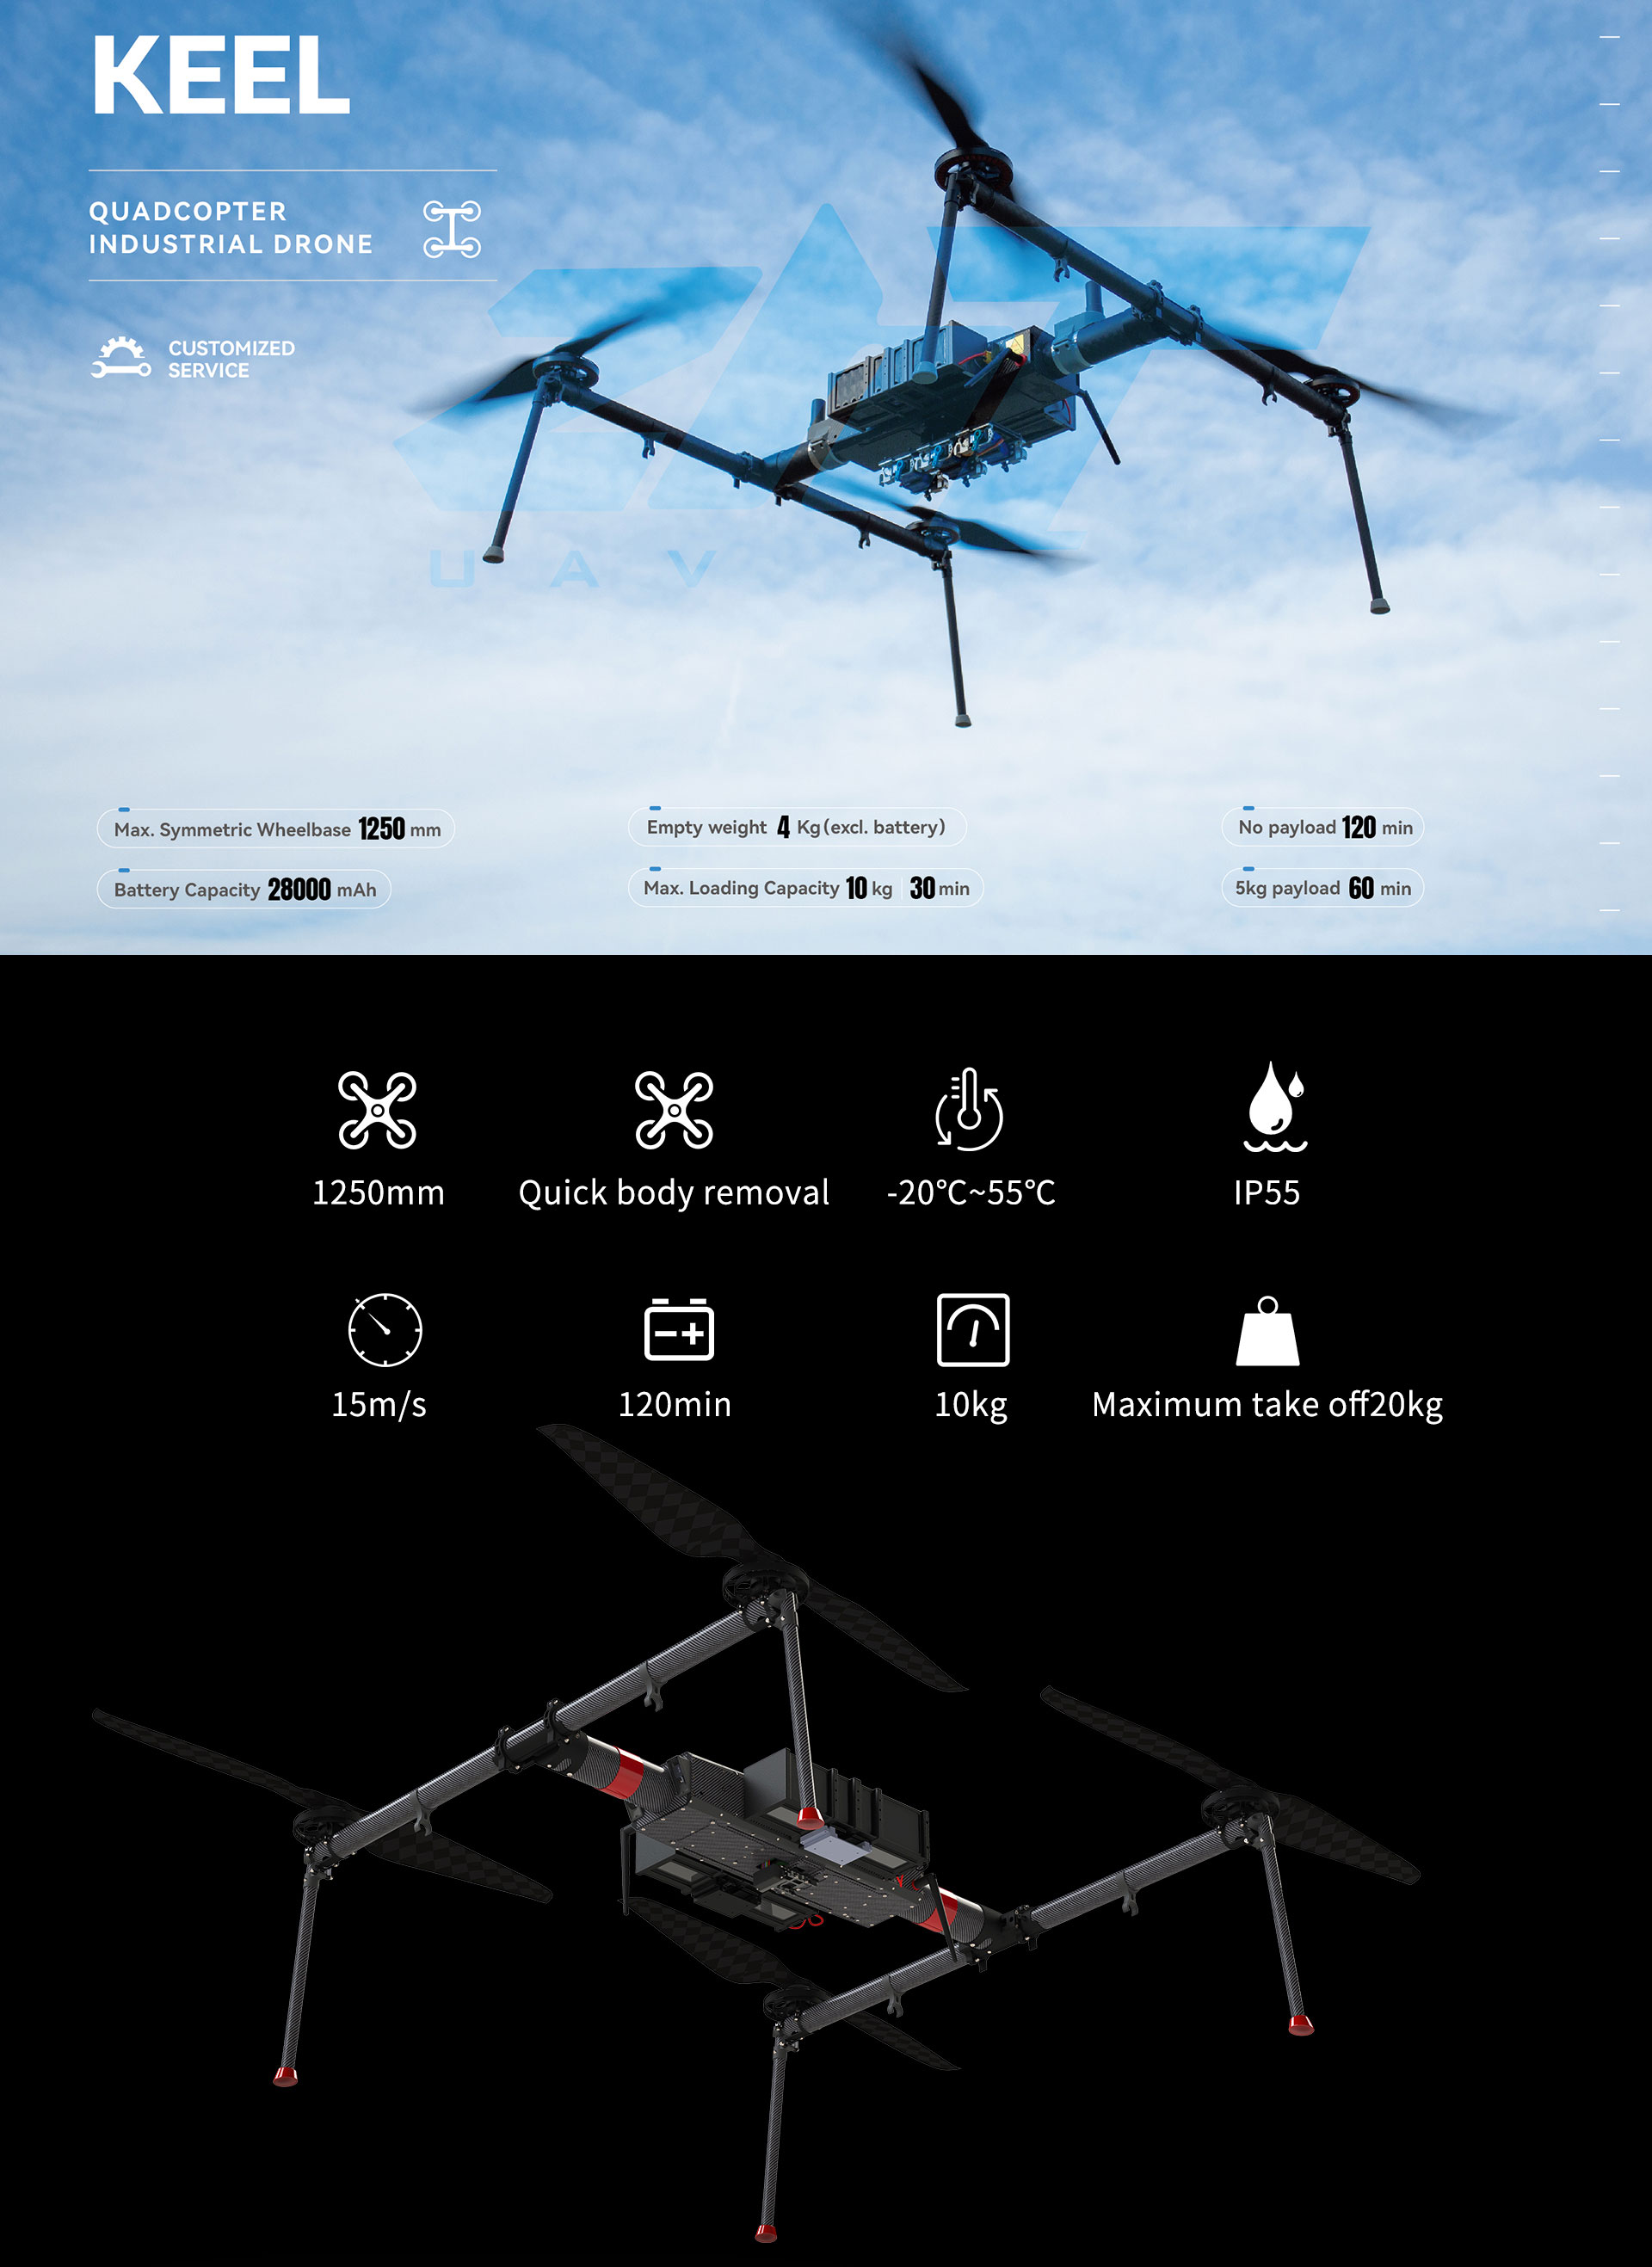 KEEL
QUADCOPTER
INDUSTRIAL DRONE
CUSTOMIZED
SERVICE
UAV
Max. Symmetric Wheelbase 1250 mm
Empty weight 4 Kg(excl. battery)
No payload 120 min
Battery Capacity 28000 mAh
Max. Loading Capacity 10 kg 30 min
5kg payload 60 min
1250mm
Quick body removal
-20℃~55℃
IP55
15m/s
120min
10kg
Maximum take off20kg